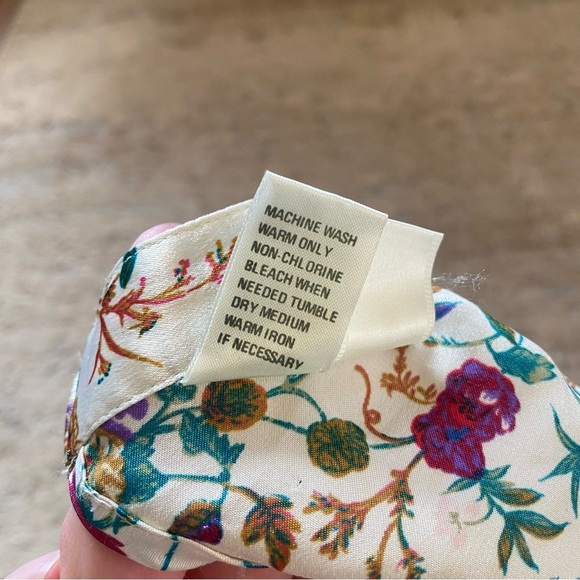 MACHINE WASH
WARM ONLY
NON-CHLORINE
BLEACH WHEN
NEEDED TUMBLE
DRY MEDIUM
WARM IRON
IF NECESSARY